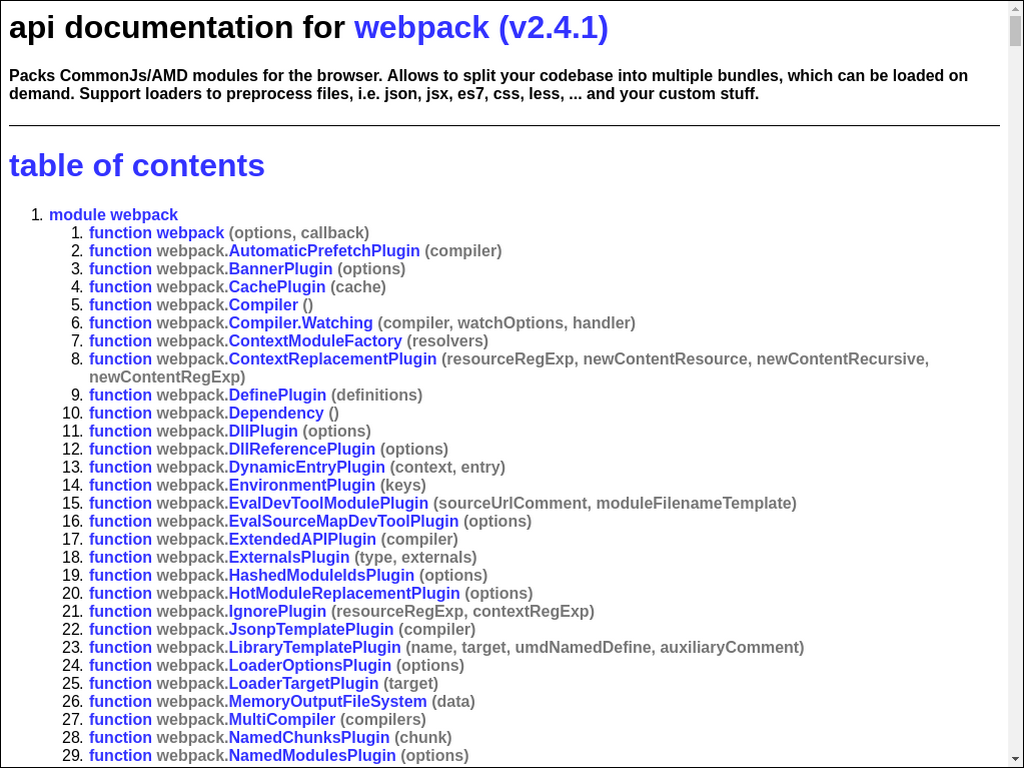 api documentation for webpack (v2.4.1)
Packs CommonJs/AMD modules for the browser. Allows to split your codebase into multiple bundles, which can be loaded on
demand. Support loaders to preprocess files, i.e. json, jsx, es7, css, less, ... and your custom stuff.
table of contents
1. module webpack
1. function webpack (options, callback)
2. function webpack.AutomaticPrefetchPlugin (compiler)
3. function webpack.BannerPlugin (options)
4. function webpack.CachePlugin (cache)
5. function webpack.Compiler ()
6. function webpack.Compiler.Watching (compiler, watchOptions, handler)
7. function webpack.ContextModuleFactory (resolvers)
8. function webpack.ContextReplacementPlugin (resourceRegExp, newContentResource, newContentRecursive,
newContentRegExp)
9. function webpack.DefinePlugin (definitions)
10. function webpack.Dependency ()
11. function webpack.DllPlugin (options)
12. function webpack.DllReferencePlugin (options)
13. function webpack.DynamicEntryPlugin (context, entry)
14. function webpack.EnvironmentPlugin (keys)
15. function webpack.EvalDevToolModulePlugin (sourceUrlComment, moduleFilenameTemplate)
16. function webpack.EvalSourceMapDevToolPlugin (options)
17. function webpack.ExtendedAPIPlugin (compiler)
18. function webpack.ExternalsPlugin (type, externals)
19. function webpack.HashedModuleIdsPlugin (options)
20. function webpack.HotModuleReplacementPlugin (options)
21. function webpack.IgnorePlugin (resourceRegExp, contextRegExp)
22. function webpack.JsonpTemplatePlugin (compiler)
23. function webpack.LibraryTemplatePlugin (name, target, umdNamedDefine, auxiliaryComment)
24. function webpack.LoaderOptionsPlugin (options)
25. function webpack.LoaderTargetPlugin (target)
26. function webpack.MemoryOutputFileSystem (data)
27. function webpack.MultiCompiler (compilers)
28. function webpack.NamedChunksPlugin (chunk)
29. function webpack.NamedModulesPlugin (options)